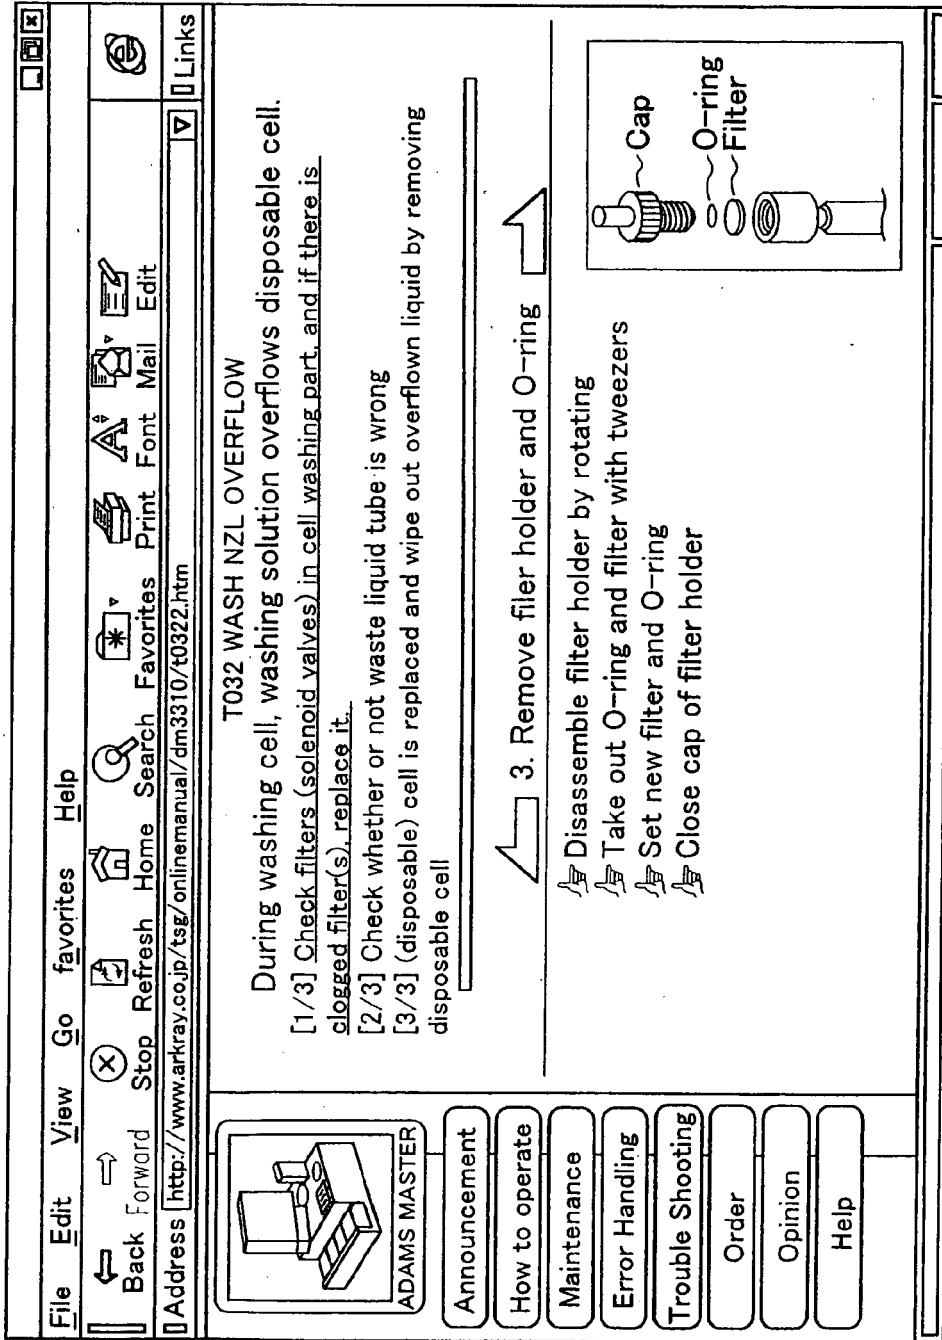 File Edit View Go favorites Help
Back Forward Stop Refresh Home Search Favorites Print Font Mail Edit
Address http://www.arkray.co.jp/tsg/onlinemanual/dm3310/t0322.htm Links
ADAMS MASTER
Announcement
How to operate
Maintenance
Error Handling
Trouble Shooting
Order
Opinion
Help
T032 WASH NZL OVERFLOW
During washing cell, washing solution overflows disposable cell.
[1/3] Check filters (solenoid valves) in cell washing part, and if there is
clogged filter(s), replace it.
[2/3] Check whether or not waste liquid tube is wrong
[3/3] (disposable) cell is replaced and wipe out overflown liquid by removing
disposable cell
3. Remove filer holder and O-ring
Disassemble filter holder by rotating
Take out O-ring and filter with tweezers
Set new filter and O-ring
Close cap of filter holder
Cap
O-ring
Filter